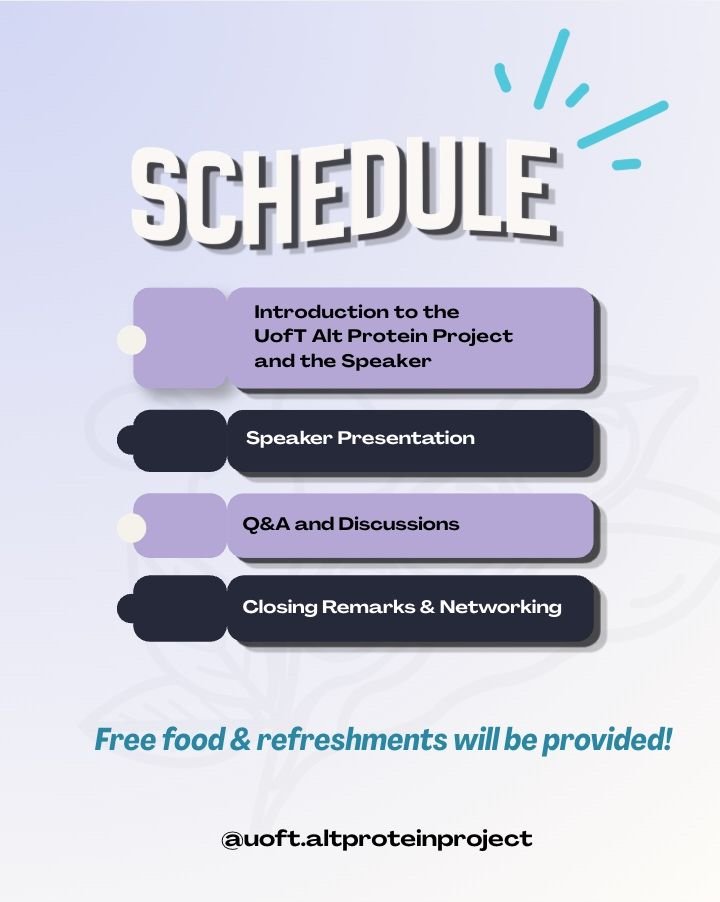 SCHEDULE
Introduction to the
UofT Alt Protein Project
and the Speaker
Speaker Presentation
Q&A and Discussions
Closing Remarks & Networking
Free food & refreshments will be provided!
@uoft.altproteinproject